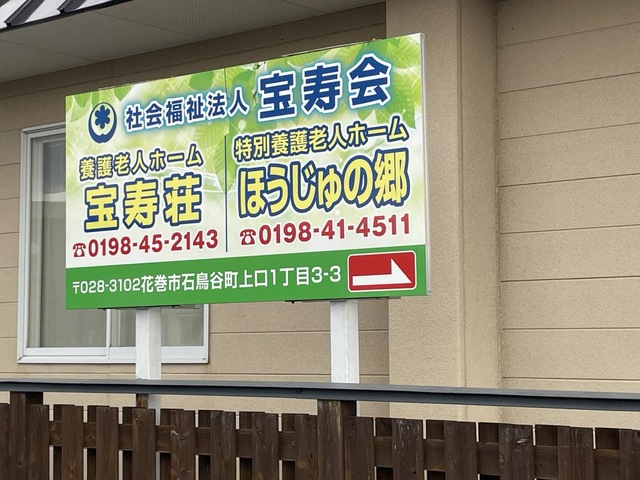 社会福祉法人 宝寿会
養護老人ホーム
宝寿荘
☎0198-45-2143
特別養護老人ホーム
ほうじゅの郷
☎0198-41-4511
〒028-3102花巻市石鳥谷町上口1丁目3-3